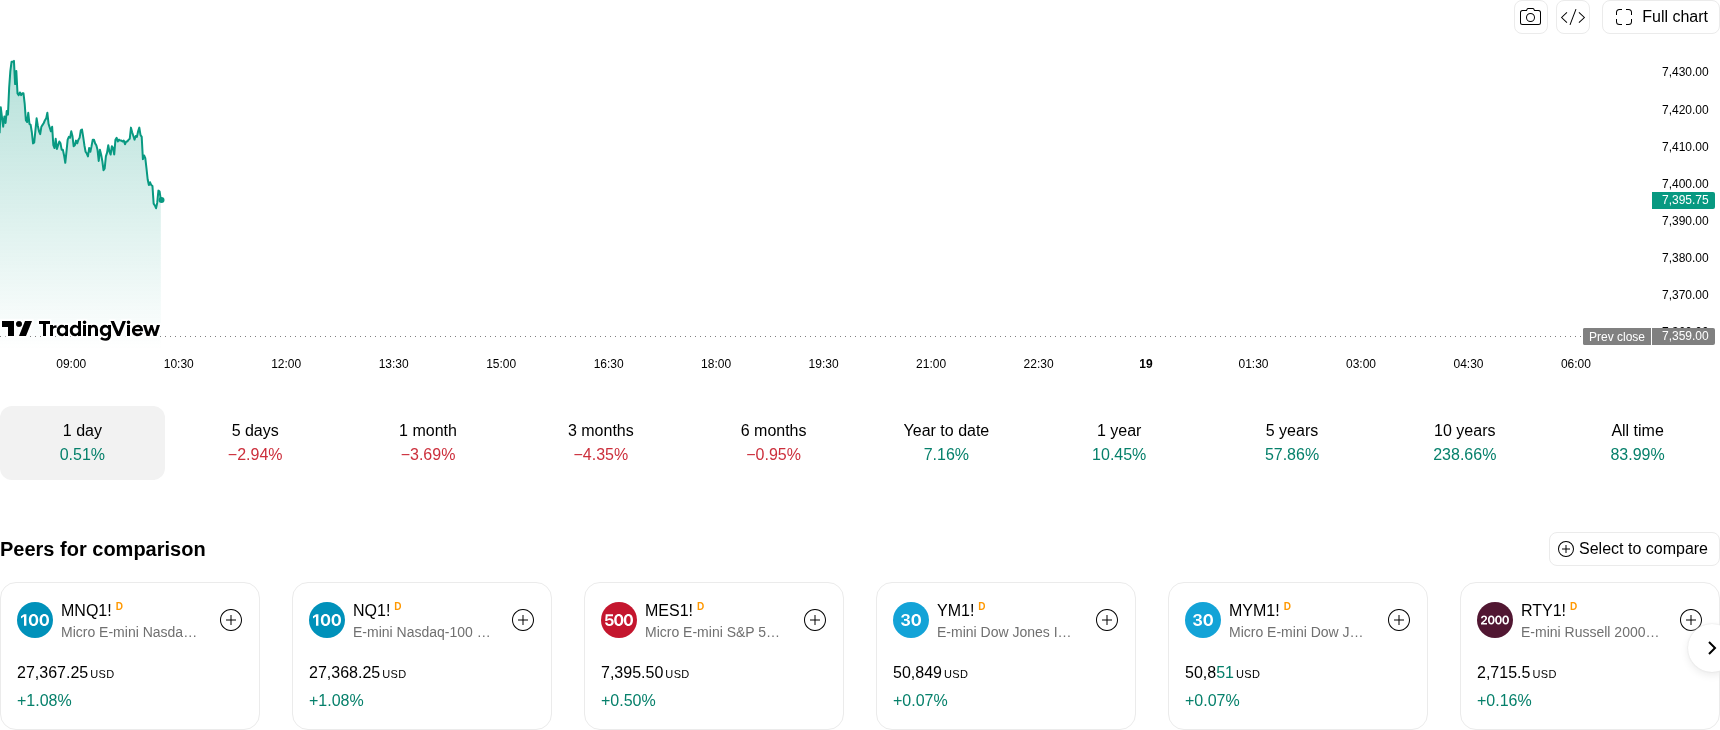 Full chart
7,430.00
7,420.00
7,410.00
7,400.00
7,395.75
7,390.00
7,380.00
7,370.00
TradingView
Prev close 7,359.00
09:00 10:30 12:00 13:30 15:00 16:30 18:00 19:30 21:00 22:30 19 01:30 03:00 04:30 06:00
1 day 5 days 1 month 3 months 6 months Year to date 1 year 5 years 10 years All time
0.51% −2.94% −3.69% −4.35% −0.95% 7.16% 10.45% 57.86% 238.66% 83.99%
Peers for comparison
Select to compare
100 MNQ1! D
Micro E-mini Nasda…
27,367.25 USD
+1.08%
100 NQ1! D
E-mini Nasdaq-100 …
27,368.25 USD
+1.08%
500 MES1! D
Micro E-mini S&P 5…
7,395.50 USD
+0.50%
30 YM1! D
E-mini Dow Jones I…
50,849 USD
+0.07%
30 MYM1! D
Micro E-mini Dow J…
50,851 USD
+0.07%
2000 RTY1! D
E-mini Russell 2000…
2,715.5 USD
+0.16%